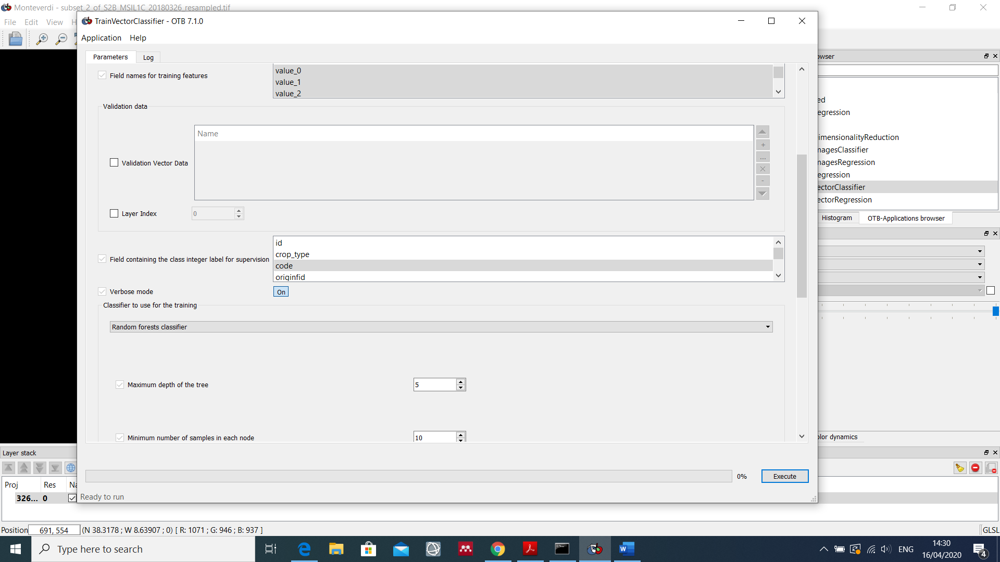 Monteverdi - subset_2_of_S2B_MSIL1C_20180326_resampled.tif
File Edit View H
TrainVectorClassifier - OTB 7.1.0
Application Help
Parameters Log
Field names for training features
value_0
value_1
value_2
Validation data
Name
Validation Vector Data
+
...
-
Layer Index 0
id
crop_type
Field containing the class integer label for supervision
code
originfid
Verbose mode On
Classifier to use for the training
Random forests classifier
Maximum depth of the tree 5
Minimum number of samples in each node 10
0% Execute
Ready to run
owser
ed
egression
imensionalityReduction
nagesClassifier
nagesRegression
egression
ectorClassifier
ectorRegression
Histogram OTB-Applications browser
olor dynamics
Layer stack
Proj Res Na
326... 0
Position 691, 554 (N 38.3178 ; W 8.63907 ; 0) [ R: 1071 ; G: 946 ; B: 937 ] GLSL
Type here to search
ENG
14:30
16/04/2020
4